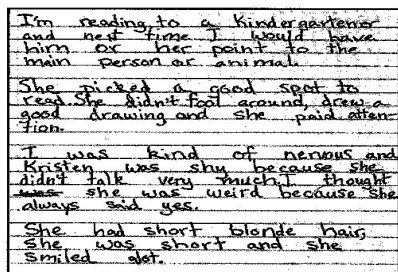 I'm reading to a kindergartener
and next time I would have
him or her point to the
main person or animal.
She picked a good spot to
read. She didn't fool around, drew a
good drawing and she paid atten-
tion.
I was kind of nervous and
Kristen was shy because she
didn't talk very much. I thought
was she was weird because she
always said yes.
She had short blonde hair,
she was short and she
smiled alot.